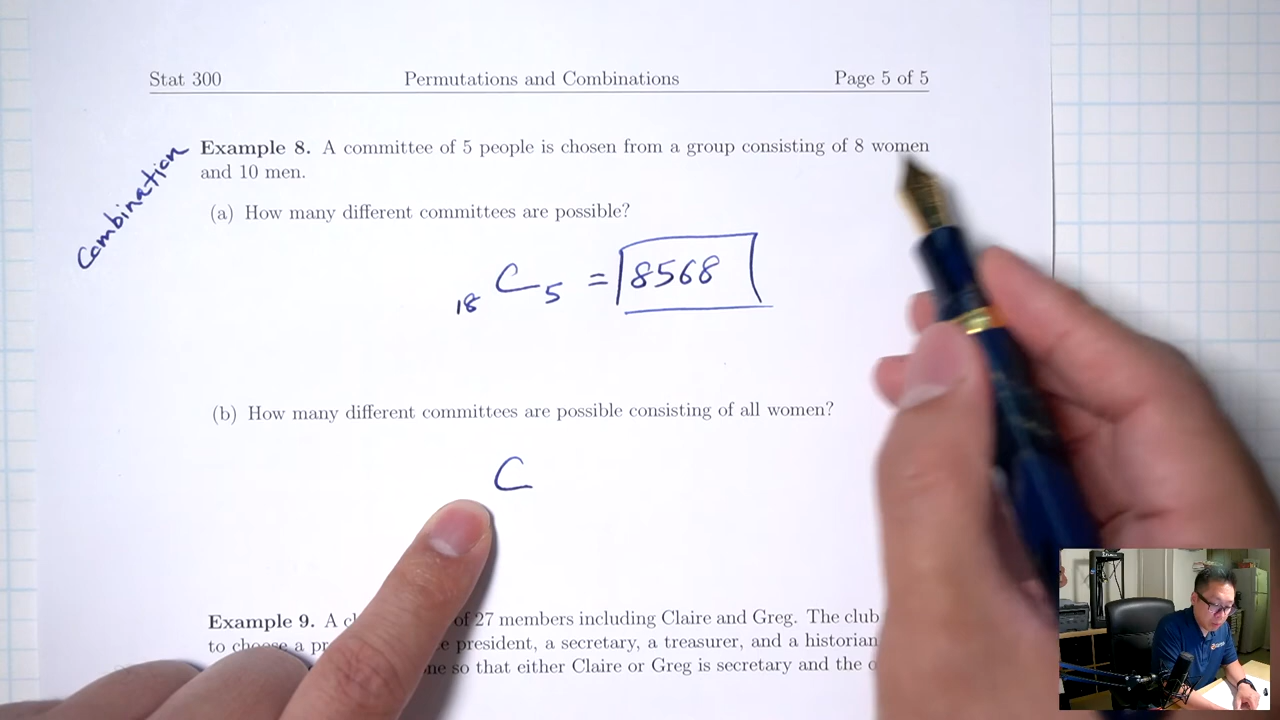 Stat 300 Permutations and Combinations Page 5 of 5
Combination
Example 8. A committee of 5 people is chosen from a group consisting of 8 women
and 10 men.
(a) How many different committees are possible?
18 C 5 = 8568
(b) How many different committees are possible consisting of all women?
C
Example 9. A of 27 members including Claire and Greg. The club
to choose a president, a secretary, a treasurer, and a historian
so that either Claire or Greg is secretary and the